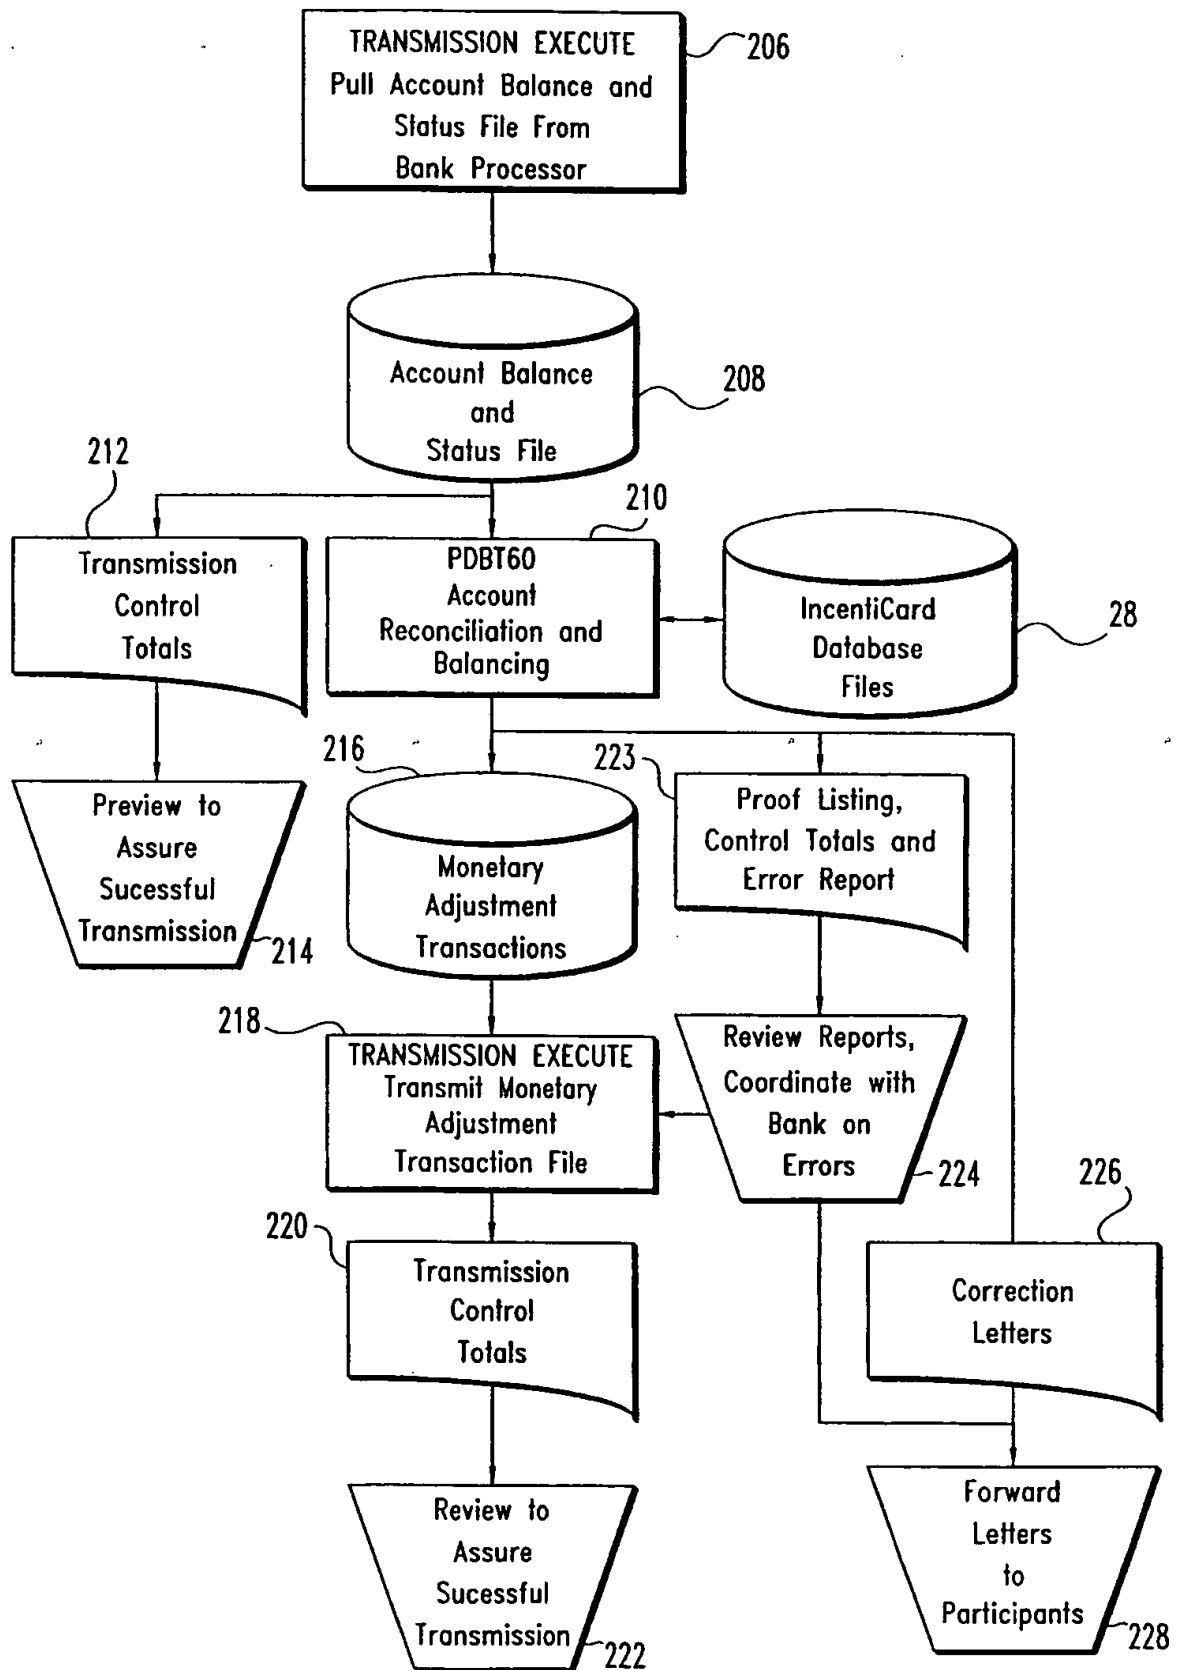 TRANSMISSION EXECUTE
Pull Account Balance and
Status File From
Bank Processor
206
Account Balance
and
Status File
208
212
Transmission
Control
Totals
210
PDBT60
Account
Reconciliation and
Balancing
IncentiCard
Database
Files
28
Preview to
Assure
Sucessful
Transmission
214
216
Monetary
Adjustment
Transactions
223
Proof Listing,
Control Totals and
Error Report
218
TRANSMISSION EXECUTE
Transmit Monetary
Adjustment
Transaction File
Review Reports,
Coordinate with
Bank on
Errors
224
220
Transmission
Control
Totals
226
Correction
Letters
Review to
Assure
Sucessful
Transmission
222
Forward
Letters
to
Participants
228